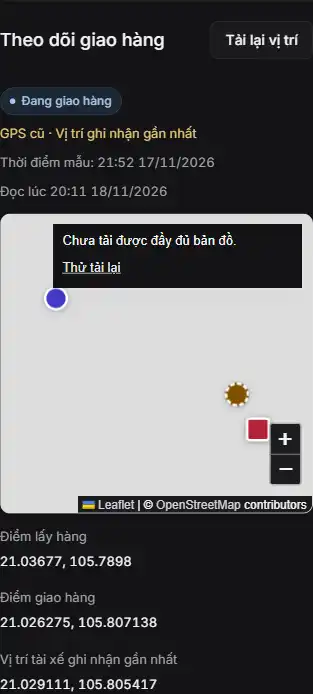 Theo dõi giao hàng
Tải lại vị trí
Đang giao hàng
GPS cũ · Vị trí ghi nhận gần nhất
Thời điểm mẫu: 21:52 17/11/2026
Đọc lúc 20:11 18/11/2026
Chưa tải được đầy đủ bản đồ.
Thử tải lại
+
−
Leaflet | © OpenStreetMap contributors
Điểm lấy hàng
21.03677, 105.7898
Điểm giao hàng
21.026275, 105.807138
Vị trí tài xế ghi nhận gần nhất
21.029111, 105.805417